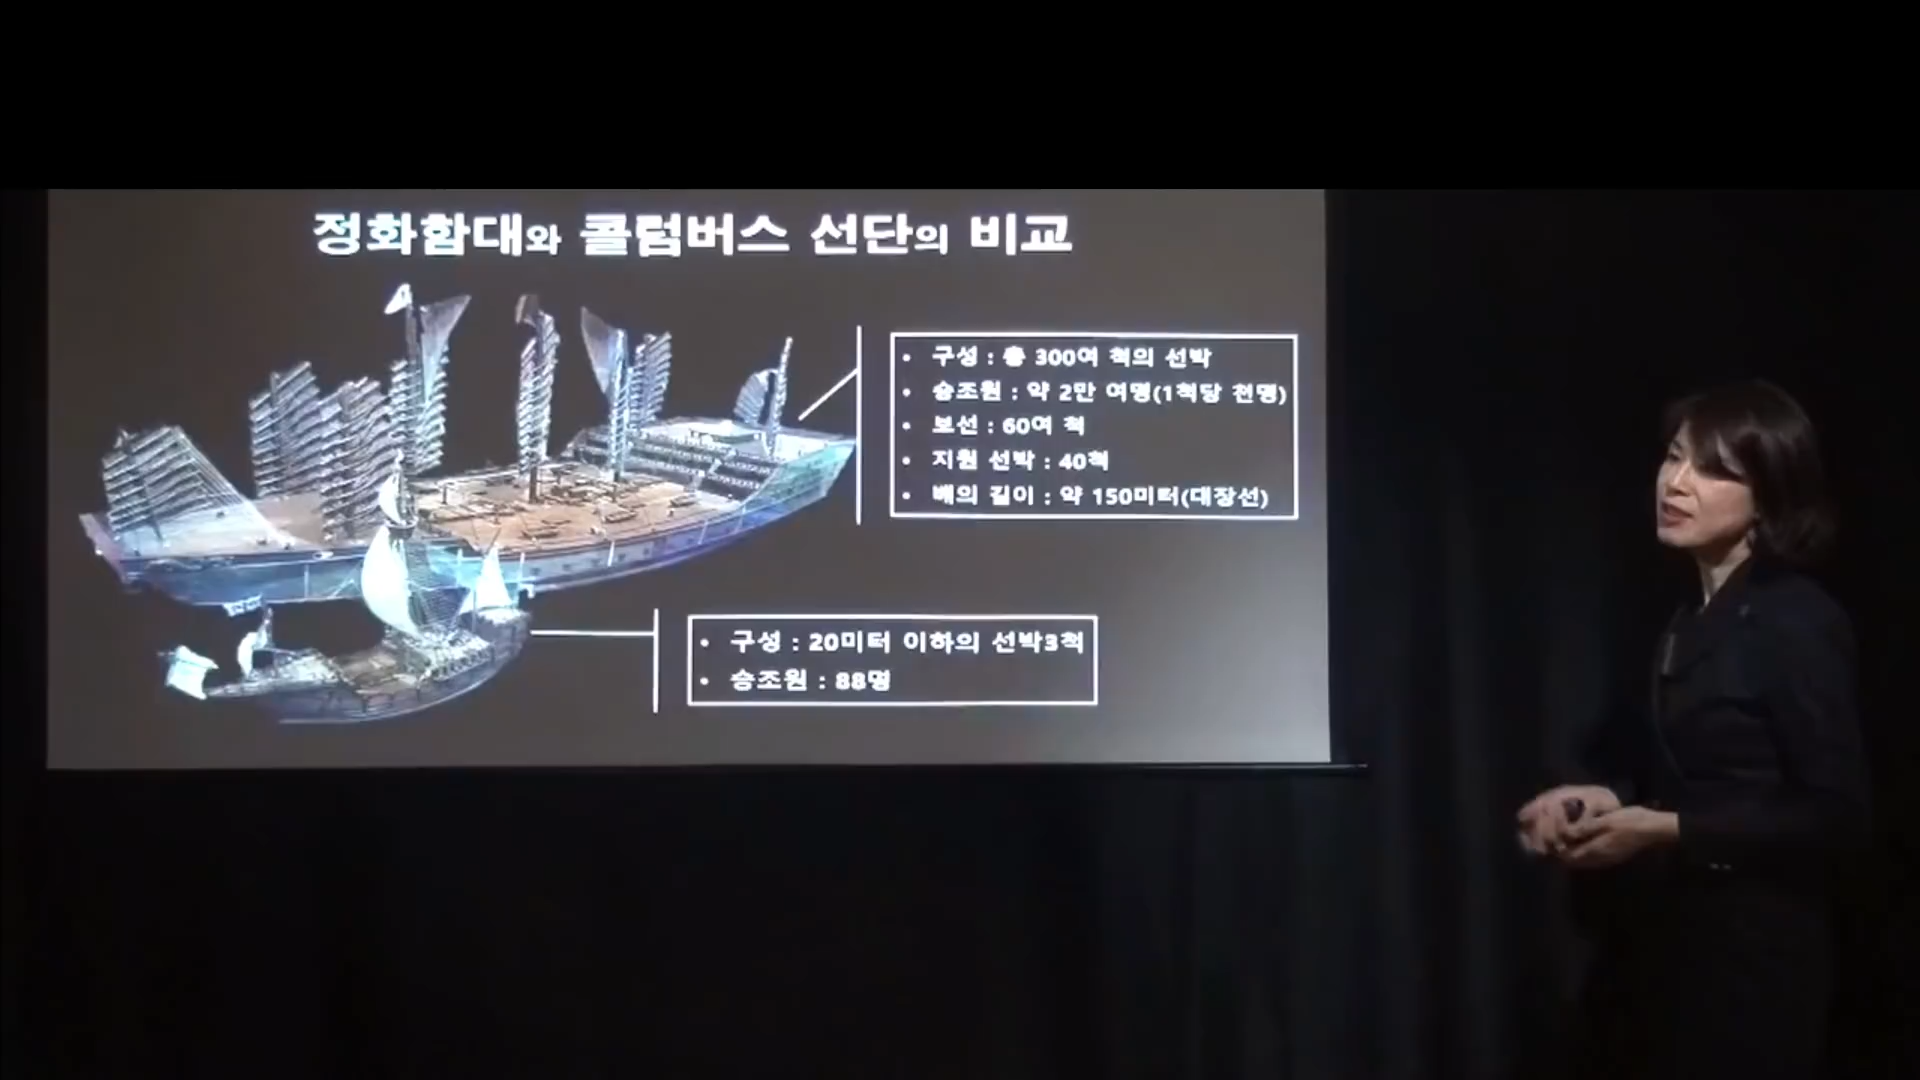 정화함대와 콜럼버스 선단의 비교
• 구성 : 총 300여 척의 선박
• 승조원 : 약 2만 여명(1척당 천명)
• 보선 : 60여 척
• 지원 선박 : 40척
• 배의 길이 : 약 150미터(대장선)
• 구성 : 20미터 이하의 선박3척
• 승조원 : 88명